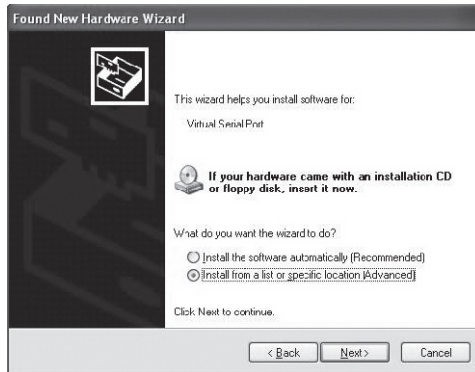 Found New Hardware Wizard
This wizard helps you install software for:
Virtual Serial Port
If your hardware came with an installation CD
or floppy disk, insert it now.
What do you want the wizard to do?
Install the software automatically (Recommended)
Install from a list or specific location (Advanced)
Click Next to continue.
< Back
Next >
Cancel